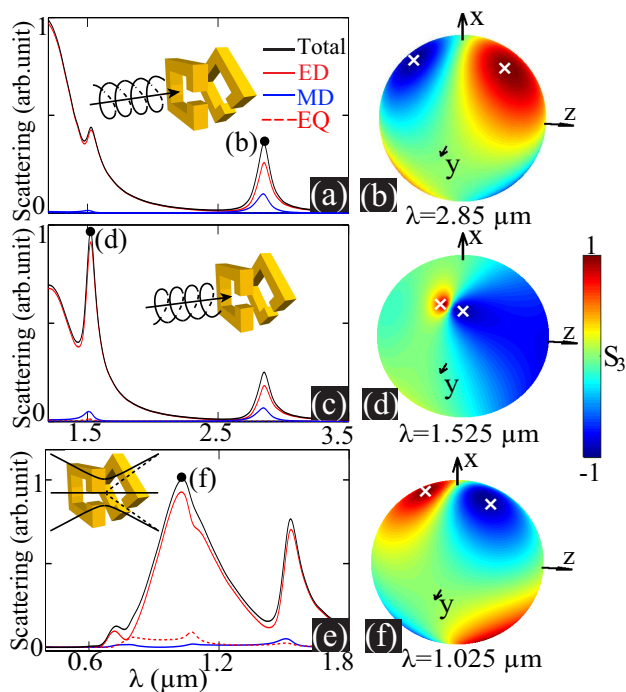 1
Scattering (arb.unit)
0
Total
ED
MD
EQ
(b)
(a)
x
z
y
(b)
λ=2.85 μm
1
Scattering (arb.unit)
0
(d)
(c)
1.5
2.5
3.5
x
z
y
(d)
λ=1.525 μm
1
S3
-1
1
Scattering (arb.unit)
0
(f)
(e)
0.6
1.2
1.8
λ (μm)
x
z
y
(f)
λ=1.025 μm